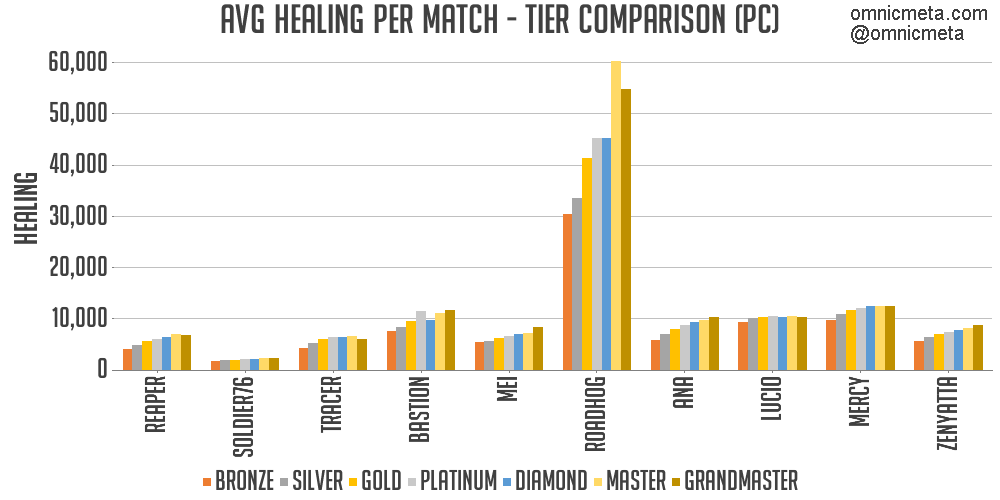 AVG HEALING PER MATCH - TIER COMPARISON (PC)
omnicmeta.com
@omnicmeta
HEALING
60,000
50,000
40,000
30,000
20,000
10,000
0
REAPER
SOLDIER76
TRACER
BASTION
MEI
ROADHOG
ANA
LUCIO
MERCY
ZENYATTA
BRONZE SILVER GOLD PLATINUM DIAMOND MASTER GRANDMASTER